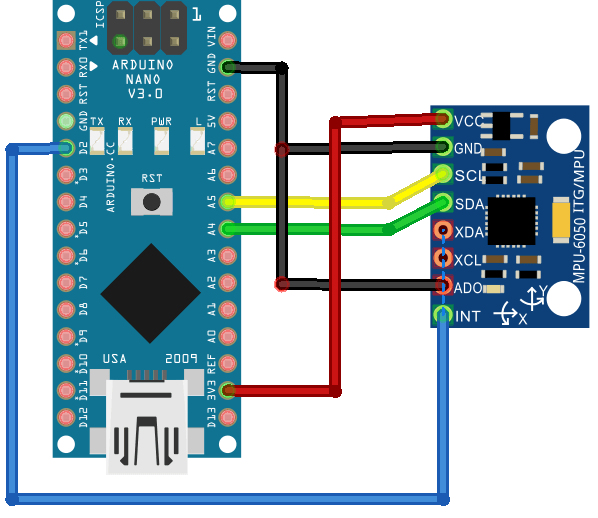 ICSP
1
ARDUINO
NANO
V3.0
TX RX PWR L
RST
ARDUINO.CC
USA 2009
TX1
RX0
RST
GND
D2
D3
D4
D5
D6
D7
D8
D9
D10
D11
D12
VIN
GND
RST
5V
A7
A6
A5
A4
A3
A2
A1
A0
REF
3V3
D13
VCC
GND
SCL
SDA
XDA
XCL
ADO
INT
MPU-6050 ITG/MPU
Y
X